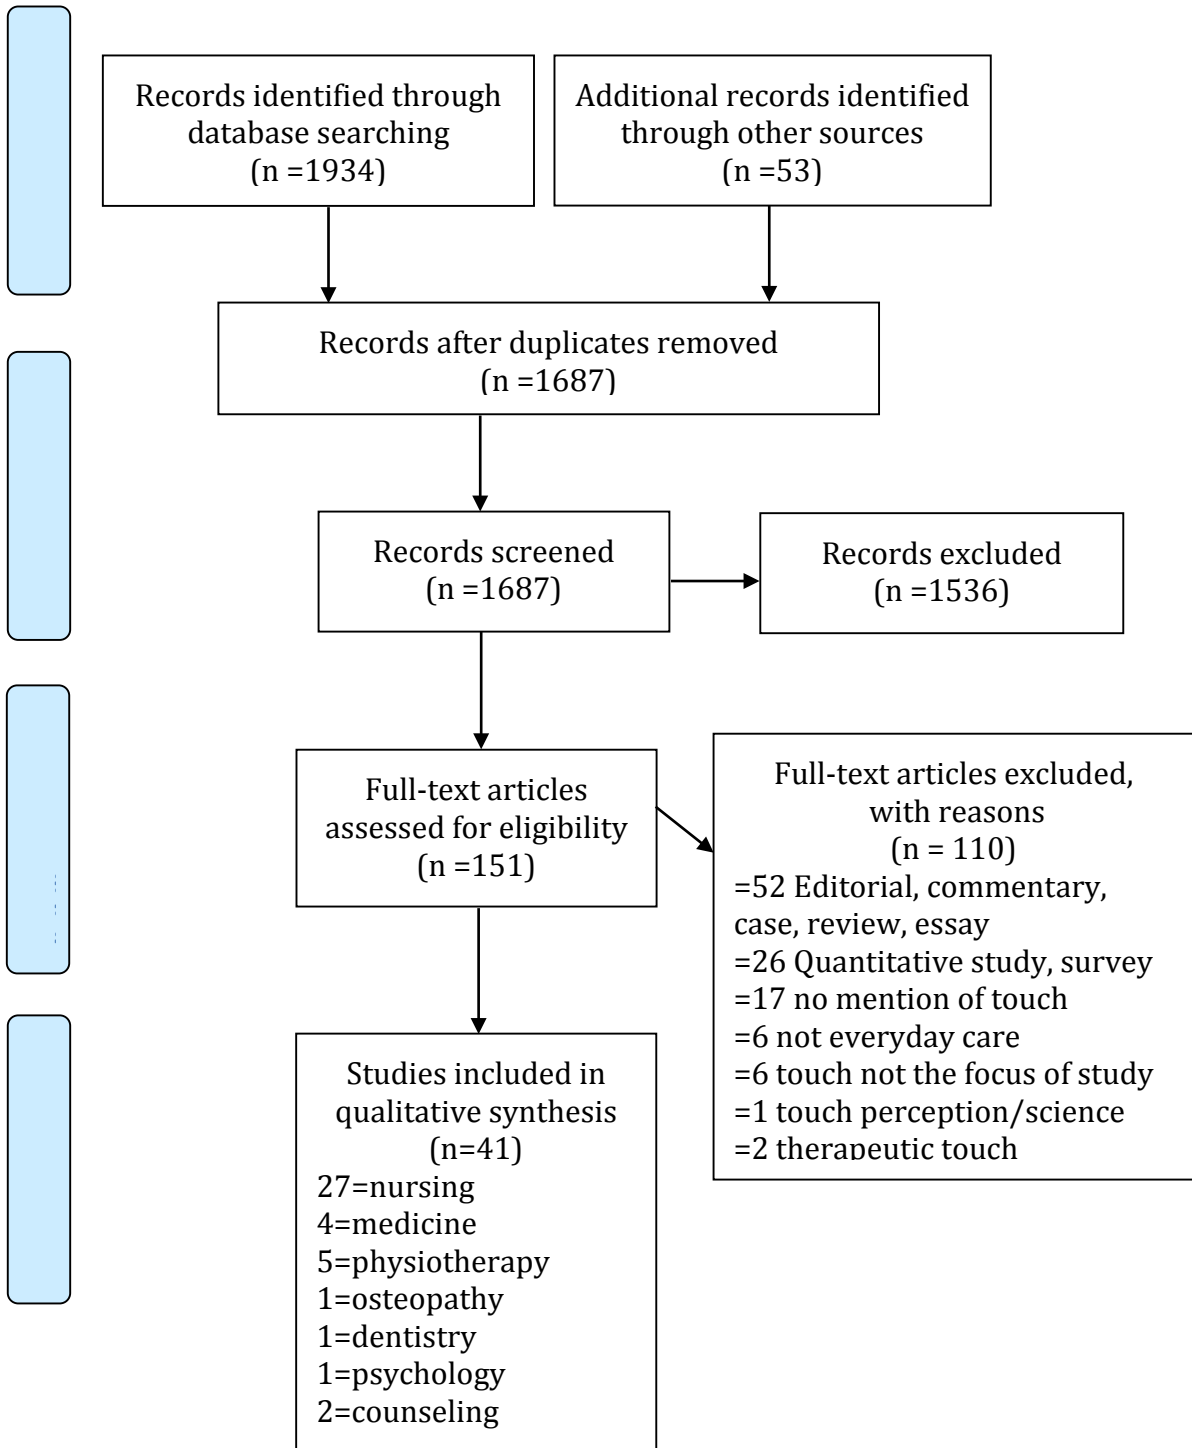 Records identified through
database searching
(n =1934)
Additional records identified
through other sources
(n =53)
Records after duplicates removed
(n =1687)
Records screened
(n =1687)
Records excluded
(n =1536)
Full-text articles
assessed for eligibility
(n =151)
Full-text articles excluded,
with reasons
(n = 110)
=52 Editorial, commentary,
case, review, essay
=26 Quantitative study, survey
=17 no mention of touch
=6 not everyday care
=6 touch not the focus of study
=1 touch perception/science
=2 therapeutic touch
Studies included in
qualitative synthesis
(n=41)
27=nursing
4=medicine
5=physiotherapy
1=osteopathy
1=dentistry
1=psychology
2=counseling